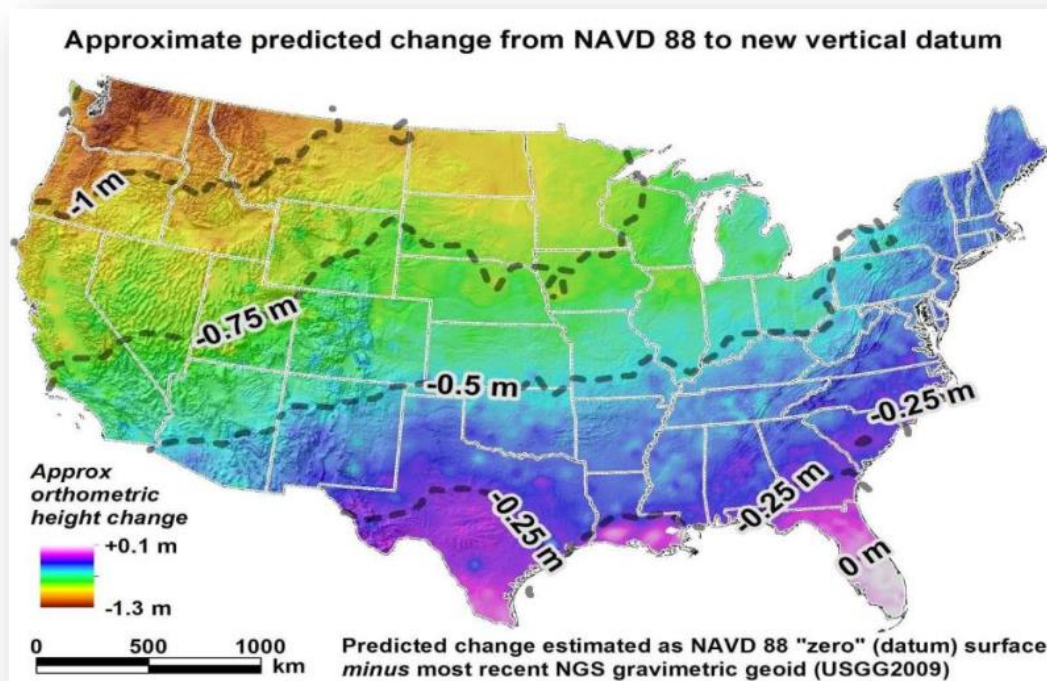 Approximate predicted change from NAVD 88 to new vertical datum
-1 m
-0.75 m
-0.5 m
-0.25 m
-0.25 m
-0.25 m
0 m
Approx
orthometric
height change
+0.1 m
-1.3 m
0 500 1000
km
Predicted change estimated as NAVD 88 "zero" (datum) surface
minus most recent NGS gravimetric geoid (USGG2009)